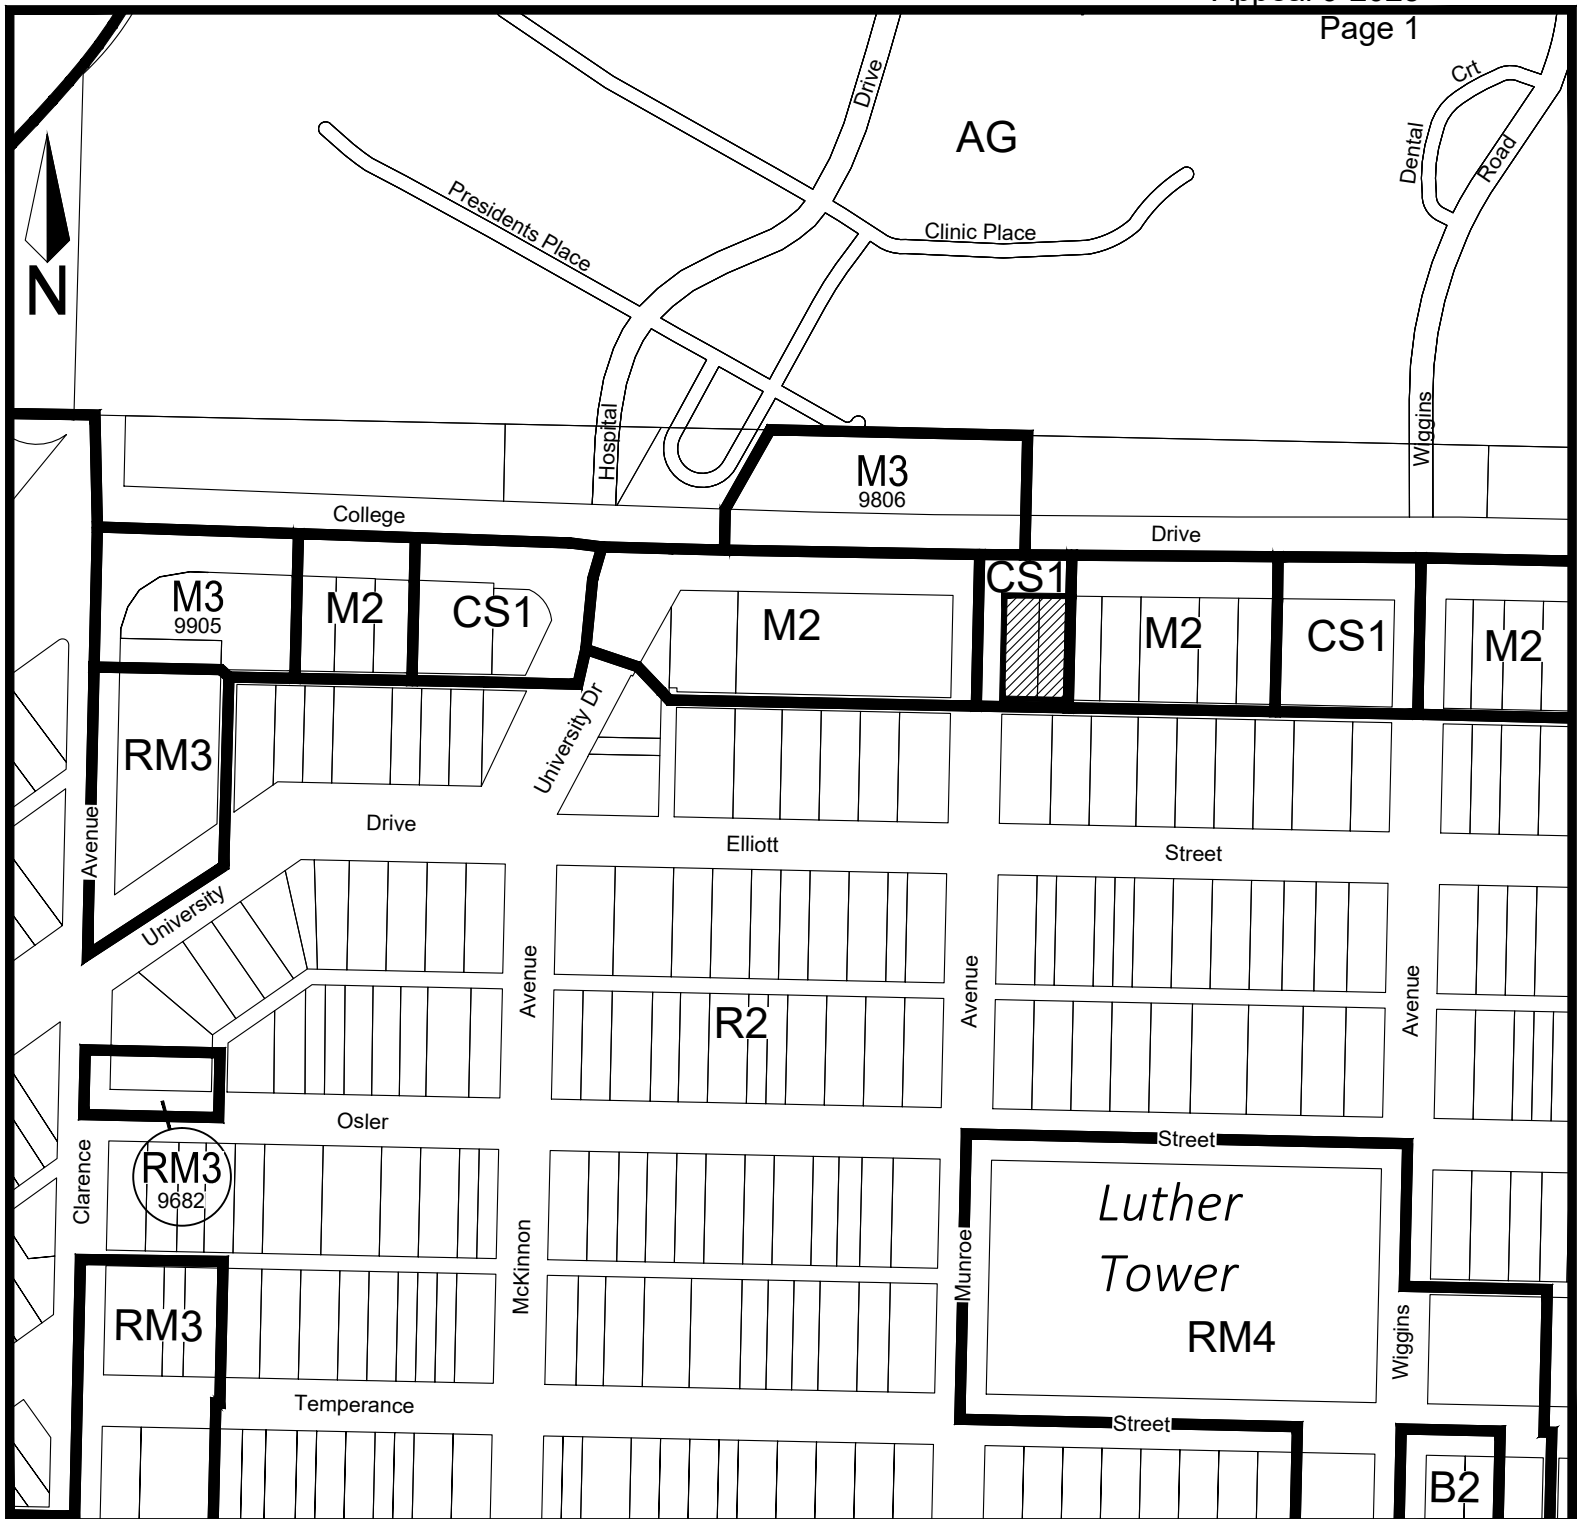 Page 1
Crt
Drive
AG
Dental
Road
Presidents Place
Clinic Place
N
Hospital
Wiggins
M3
9806
College
Drive
CS1
M3
9905
M2
CS1
M2
M2
CS1
M2
University Dr
RM3
Avenue
Drive
Elliott
Street
University
Avenue
Avenue
Avenue
R2
Osler
Street
Clarence
RM3
9682
Luther
Tower
RM4
McKinnon
Munroe
Wiggins
RM3
Temperance
Street
B2